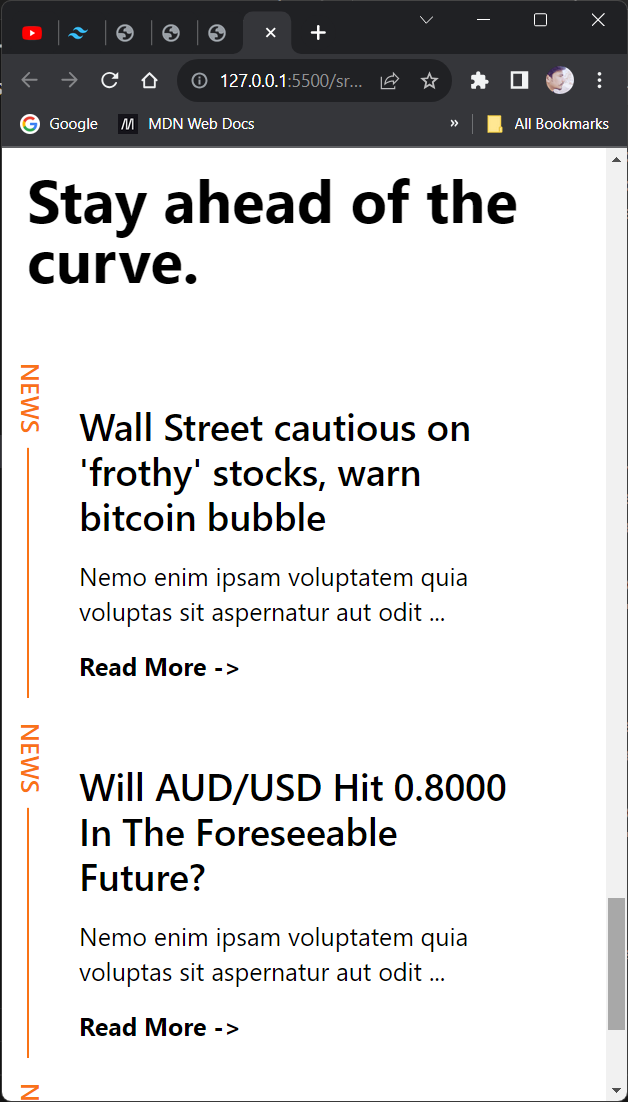 127.0.0.1:5500/sr...
Google
MDN Web Docs
»
All Bookmarks
Stay ahead of the
curve.
NEWS
Wall Street cautious on
'frothy' stocks, warn
bitcoin bubble
Nemo enim ipsam voluptatem quia
voluptas sit aspernatur aut odit ...
Read More ->
NEWS
Will AUD/USD Hit 0.8000
In The Foreseeable
Future?
Nemo enim ipsam voluptatem quia
voluptas sit aspernatur aut odit ...
Read More ->
N